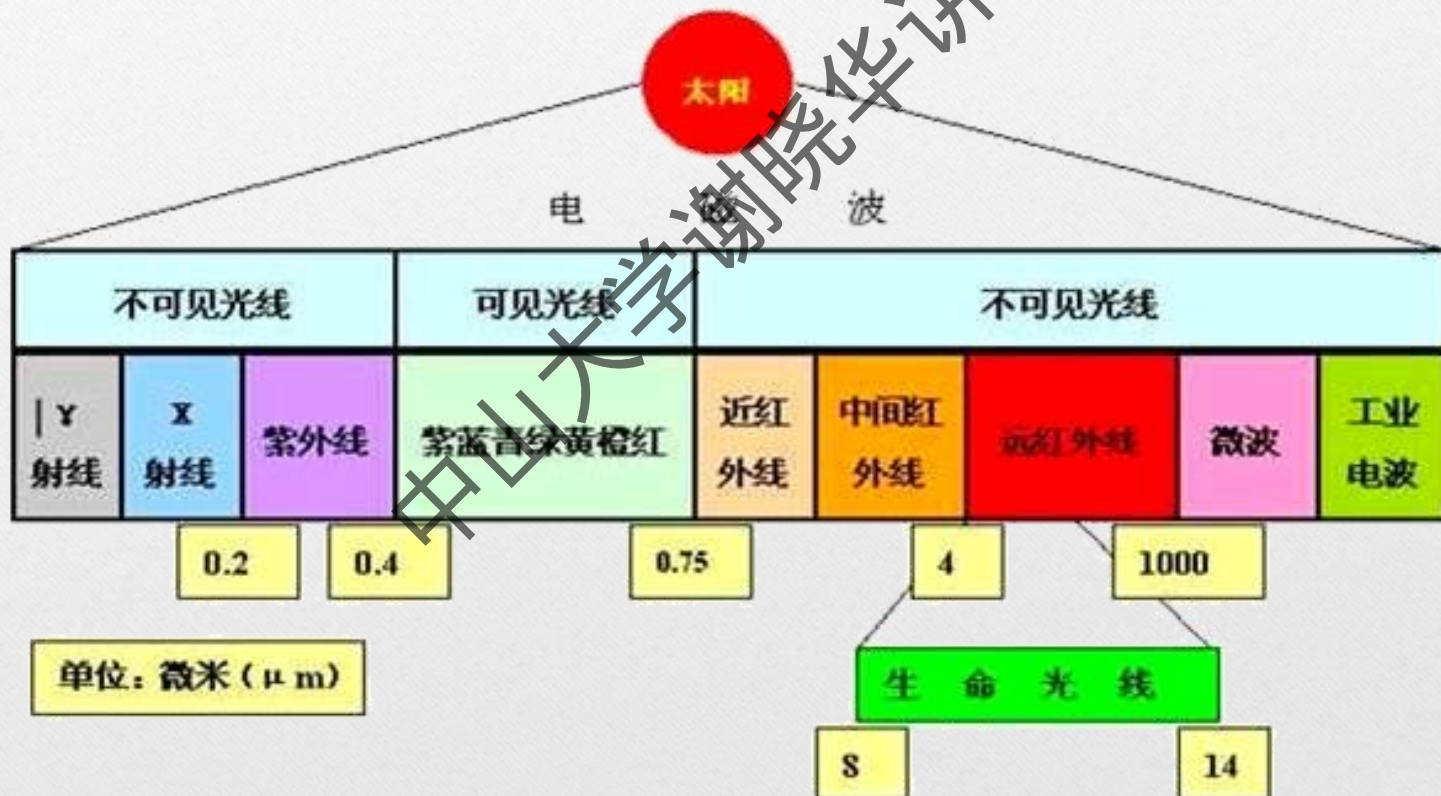 太阳
电 磁 波
不可见光线 可见光线 不可见光线
|Y 射线
X 射线
紫外线
紫蓝青绿黄橙红
近红 外线
中间红 外线
远红外线
微波
工业 电波
0.2 0.4 0.75 4 1000
单位：微米（μm）
生 命 光 线
8 14
中山大学谢晓华讲